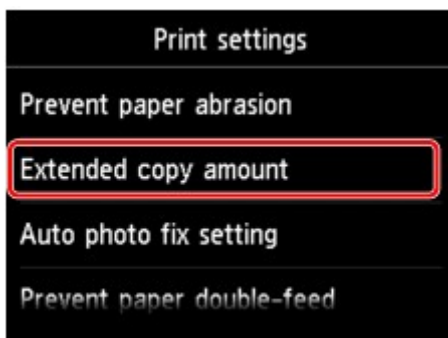 Print settings
Prevent paper abrasion
Extended copy amount
Auto photo fix setting
Prevent paper double-feed